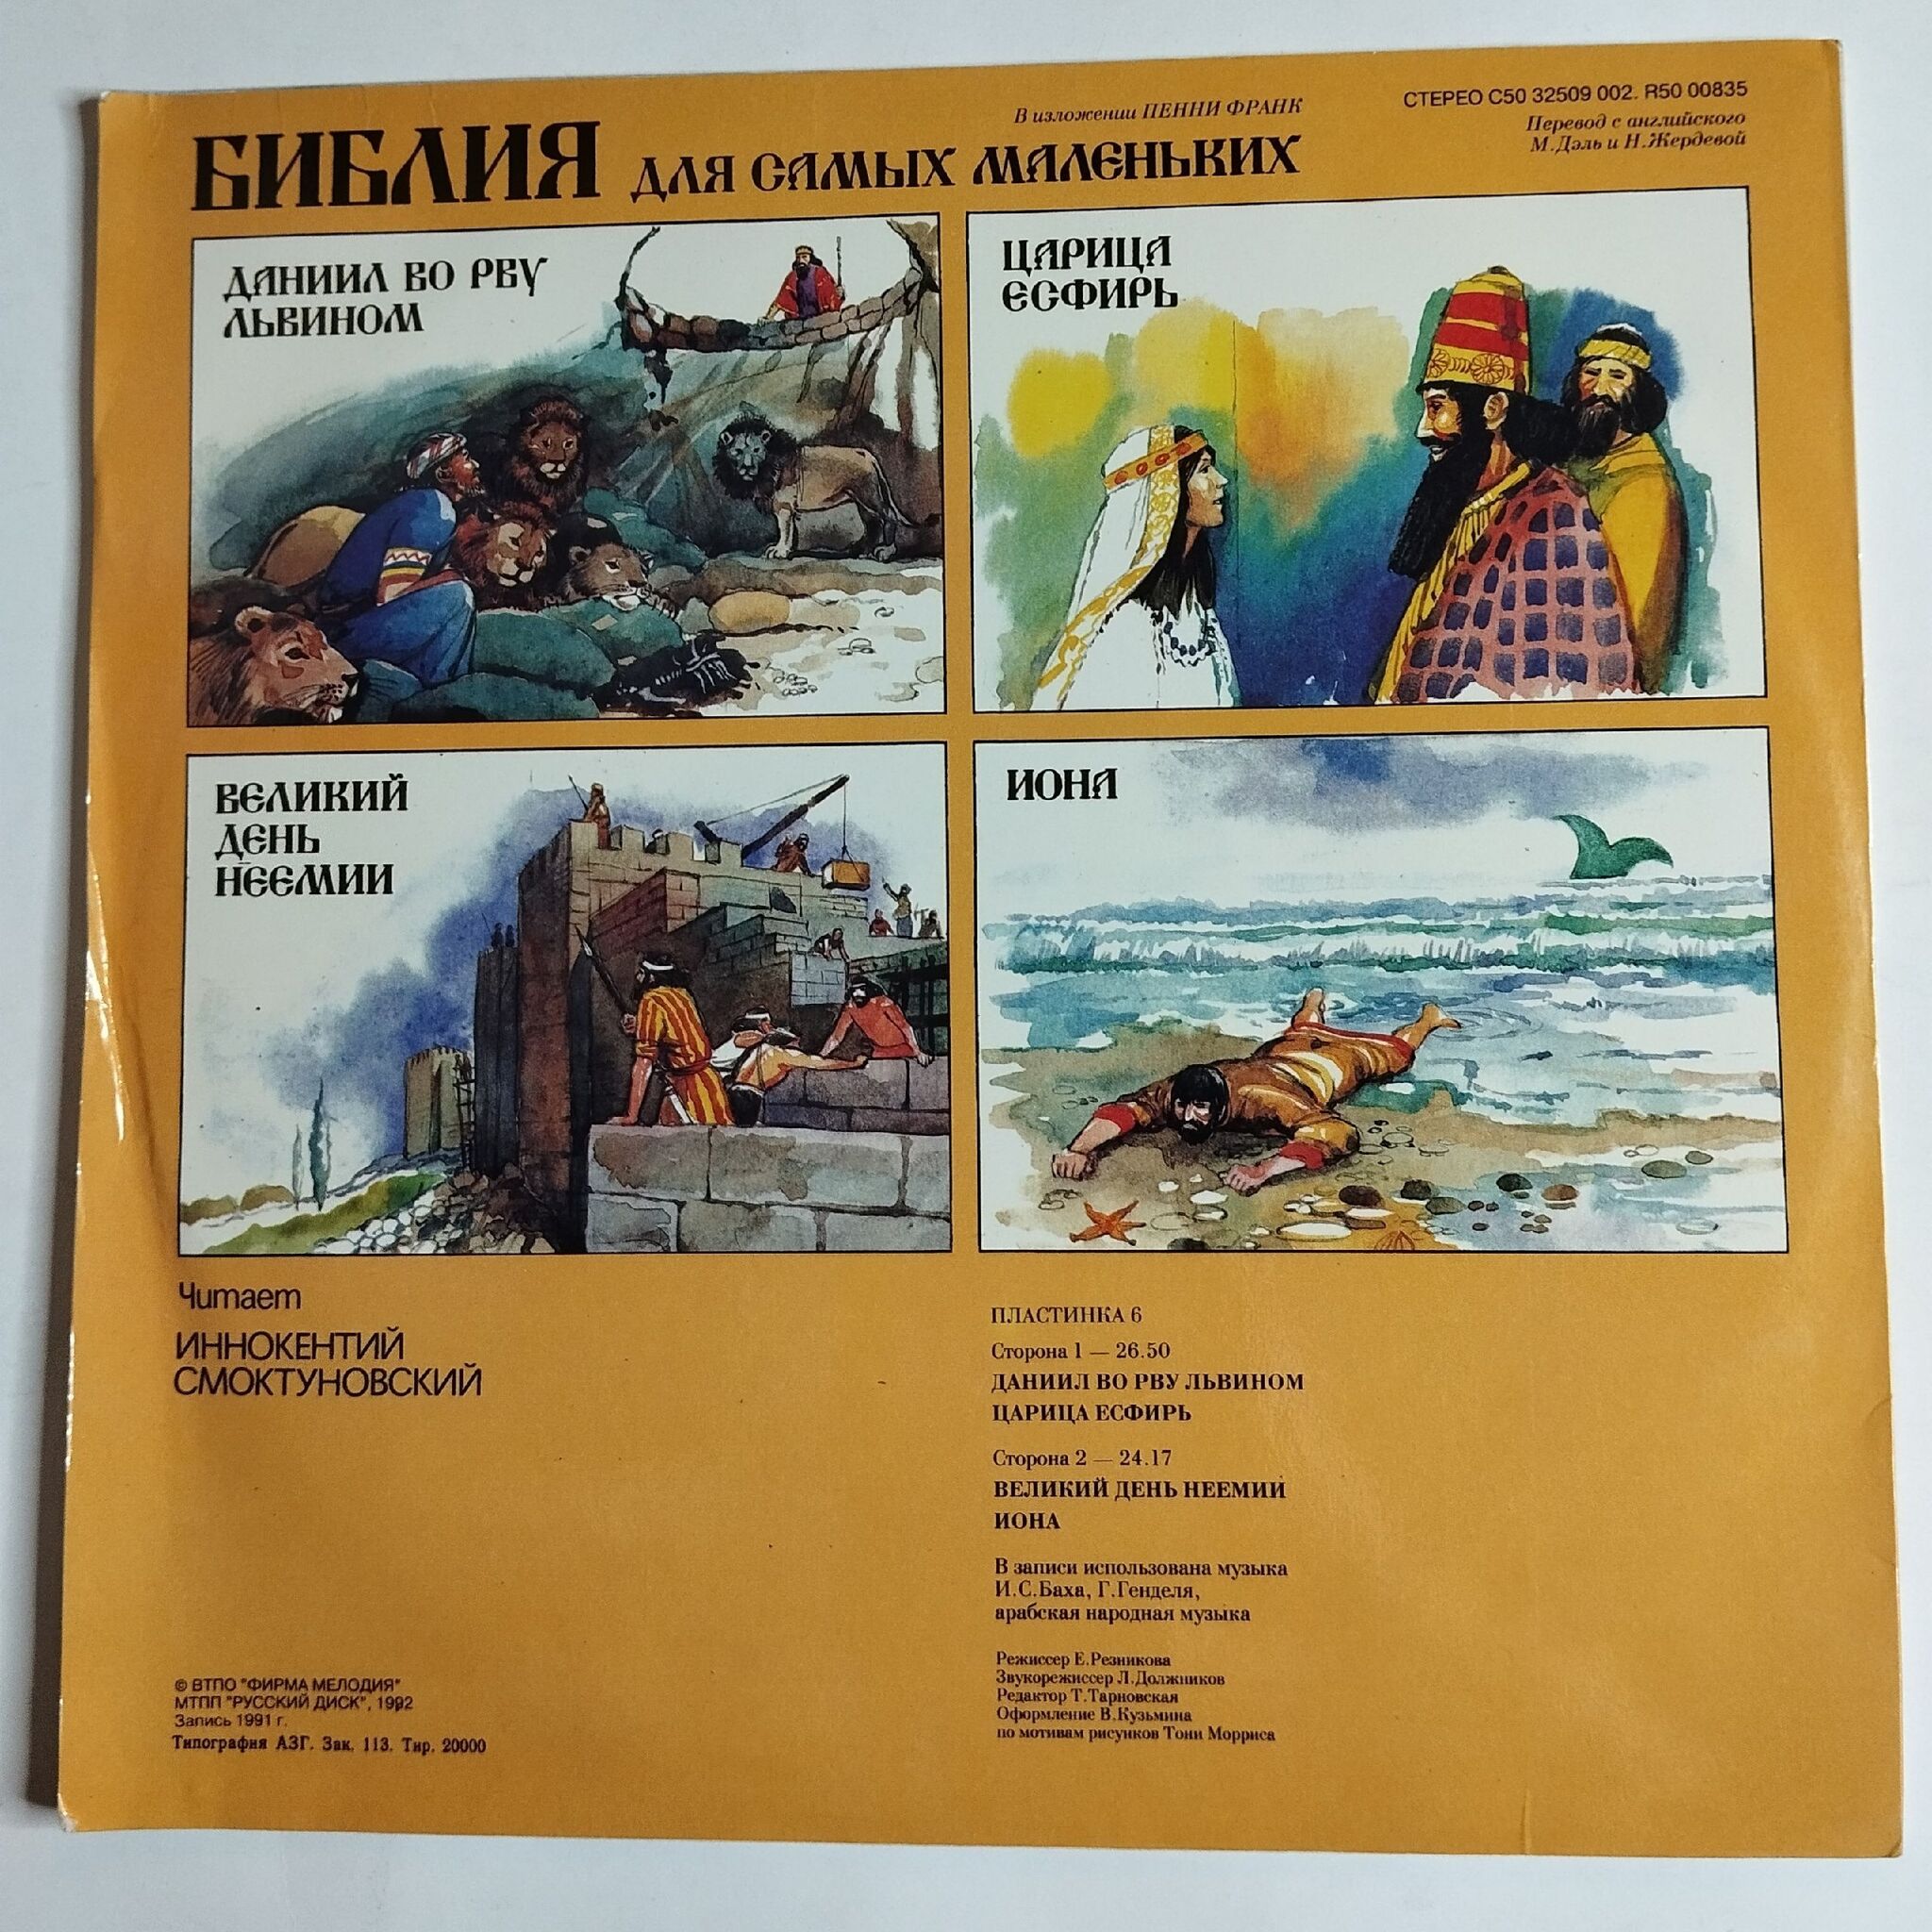 В изложении ПЕННИ ФРАНК
СТЕРЕО С50 32509 002. R50 00835
Перевод с английского
М.Дэль и Н.Жердевой
БИБЛИЯ ДЛЯ САМЫХ МАЛЕНЬКИХ
ДАНИИЛ ВО РВУ
ЛЬВИНОМ
ЦАРИЦА
ЕСФИРЬ
ВЕЛИКИЙ
ДЕНЬ
НЕЕМИИ
ИОНА
Читает
ИННОКЕНТИЙ
СМОКТУНОВСКИЙ
ПЛАСТИНКА 6
Сторона 1 — 26.50
ДАНИИЛ ВО РВУ ЛЬВИНОМ
ЦАРИЦА ЕСФИРЬ
Сторона 2 — 24.17
ВЕЛИКИЙ ДЕНЬ НЕЕМИИ
ИОНА
В записи использована музыка
И.С.Баха, Г.Генделя,
арабская народная музыка
Режиссер Е.Резникова
Звукорежиссер Л.Должников
Редактор Т.Тарновская
Оформление В.Кузьмина
по мотивам рисунков Тони Морриса
© ВТПО "ФИРМА МЕЛОДИЯ"
МТПП "РУССКИЙ ДИСК", 1992
Запись 1991 г.
Типография АЗГ. Зак. 113. Тир. 20000